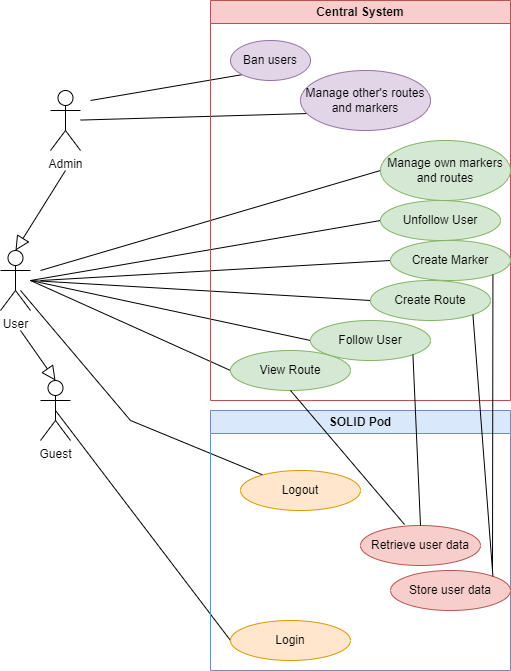 Central System
Ban users
Manage other's routes
and markers
Admin
Manage own markers
and routes
Unfollow User
Create Marker
User
Create Route
Follow User
View Route
SOLID Pod
Guest
Logout
Retrieve user data
Store user data
Login